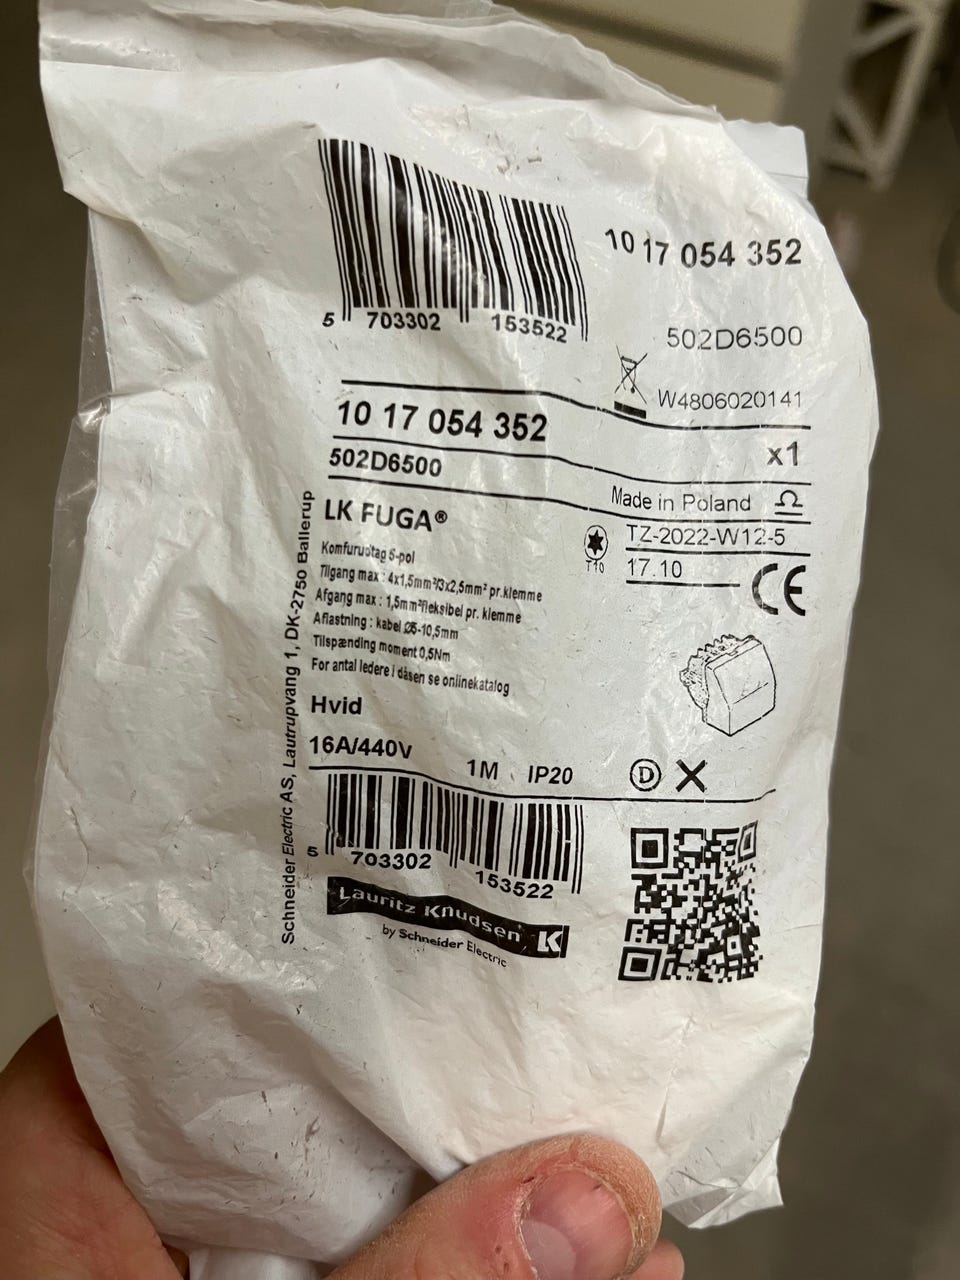 5 703302 153522
10 17 054 352
502D6500
W4806020141
10 17 054 352
x1
502D6500
Made in Poland
LK FUGA®
TZ-2022-W12-5
T10
17.10
CE
Komfurudtag 5-pol
Tilgang max : 4x1,5mm²/3x2,5mm² pr.klemme
Afgang max : 1,5mm²fleksibel pr. klemme
Aflastning : kabel Ø5-10,5mm
Tilspænding moment 0,5Nm
For antal ledere i dåsen se onlinekatalog
Hvid
16A/440V
1M IP20
D X
5 703302 153522
Lauritz Knudsen LK
by Schneider Electric
Schneider Electric AS, Lautrupvang 1, DK-2750 Ballerup